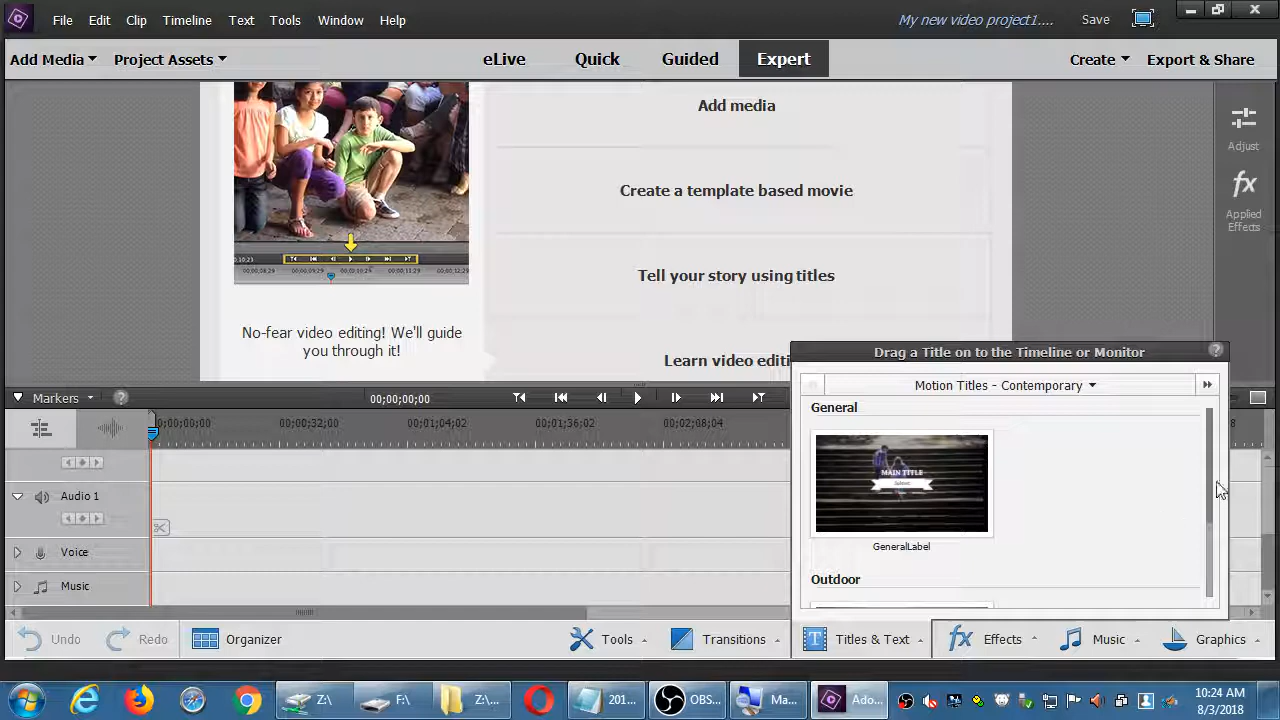 File Edit Clip Timeline Text Tools Window Help
My new video project1.... Save
Add Media Project Assets
eLive Quick Guided Expert
Create Export & Share
Add media
Create a template based movie
Tell your story using titles
Learn video editi
No-fear video editing! We'll guide
you through it!
Adjust
Applied
Effects
Drag a Title on to the Timeline or Monitor
Motion Titles - Contemporary
General
MAIN TITLE
GeneralLabel
Outdoor
Markers
00;00;00;00
0;00;00;00 00;00;32;00 00;01;04;02 00;01;36;02 00;02;08;04
Audio 1
Voice
Music
Undo Redo Organizer
Tools Transitions Titles & Text Effects Music Graphics
Z:\ F:\ Z:\... 201... OBS... Ma... Ado...
10:24 AM
8/3/2018